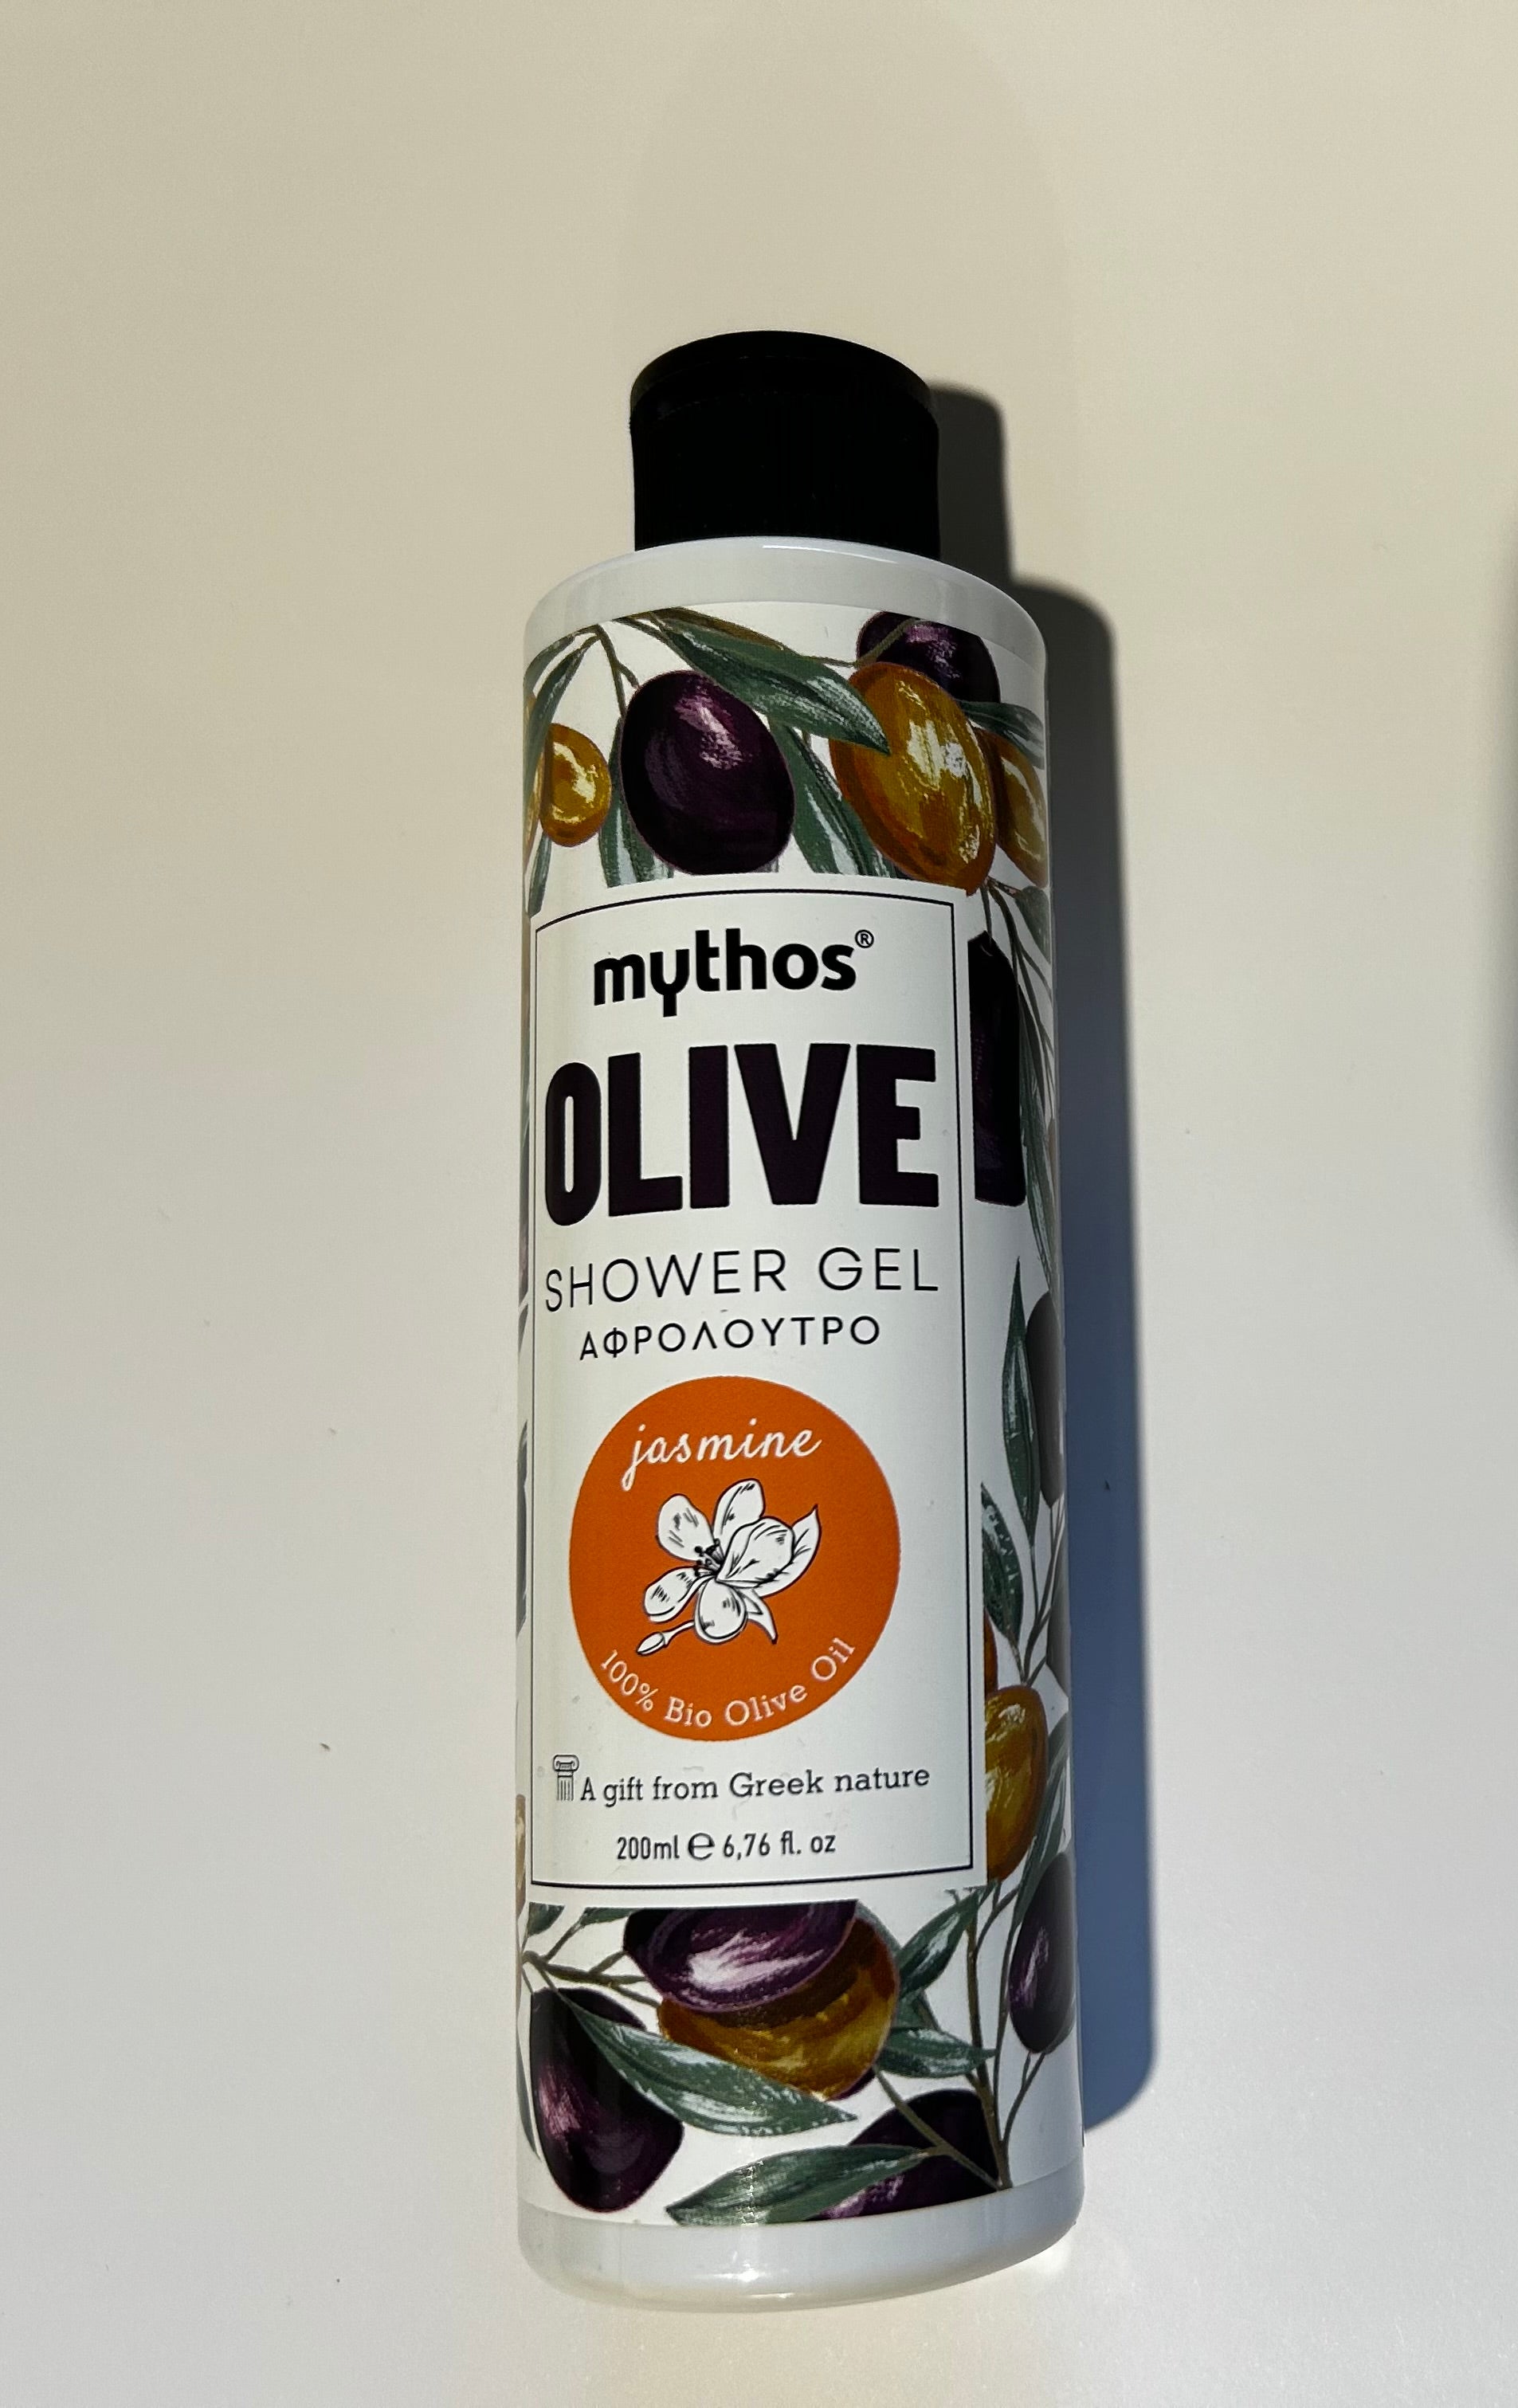 mythos®
OLIVE
SHOWER GEL
ΑΦΡΟΛΟΥΤΡΟ
jasmine
100% Bio Olive Oil
A gift from Greek nature
200ml ℮ 6,76 fl. oz